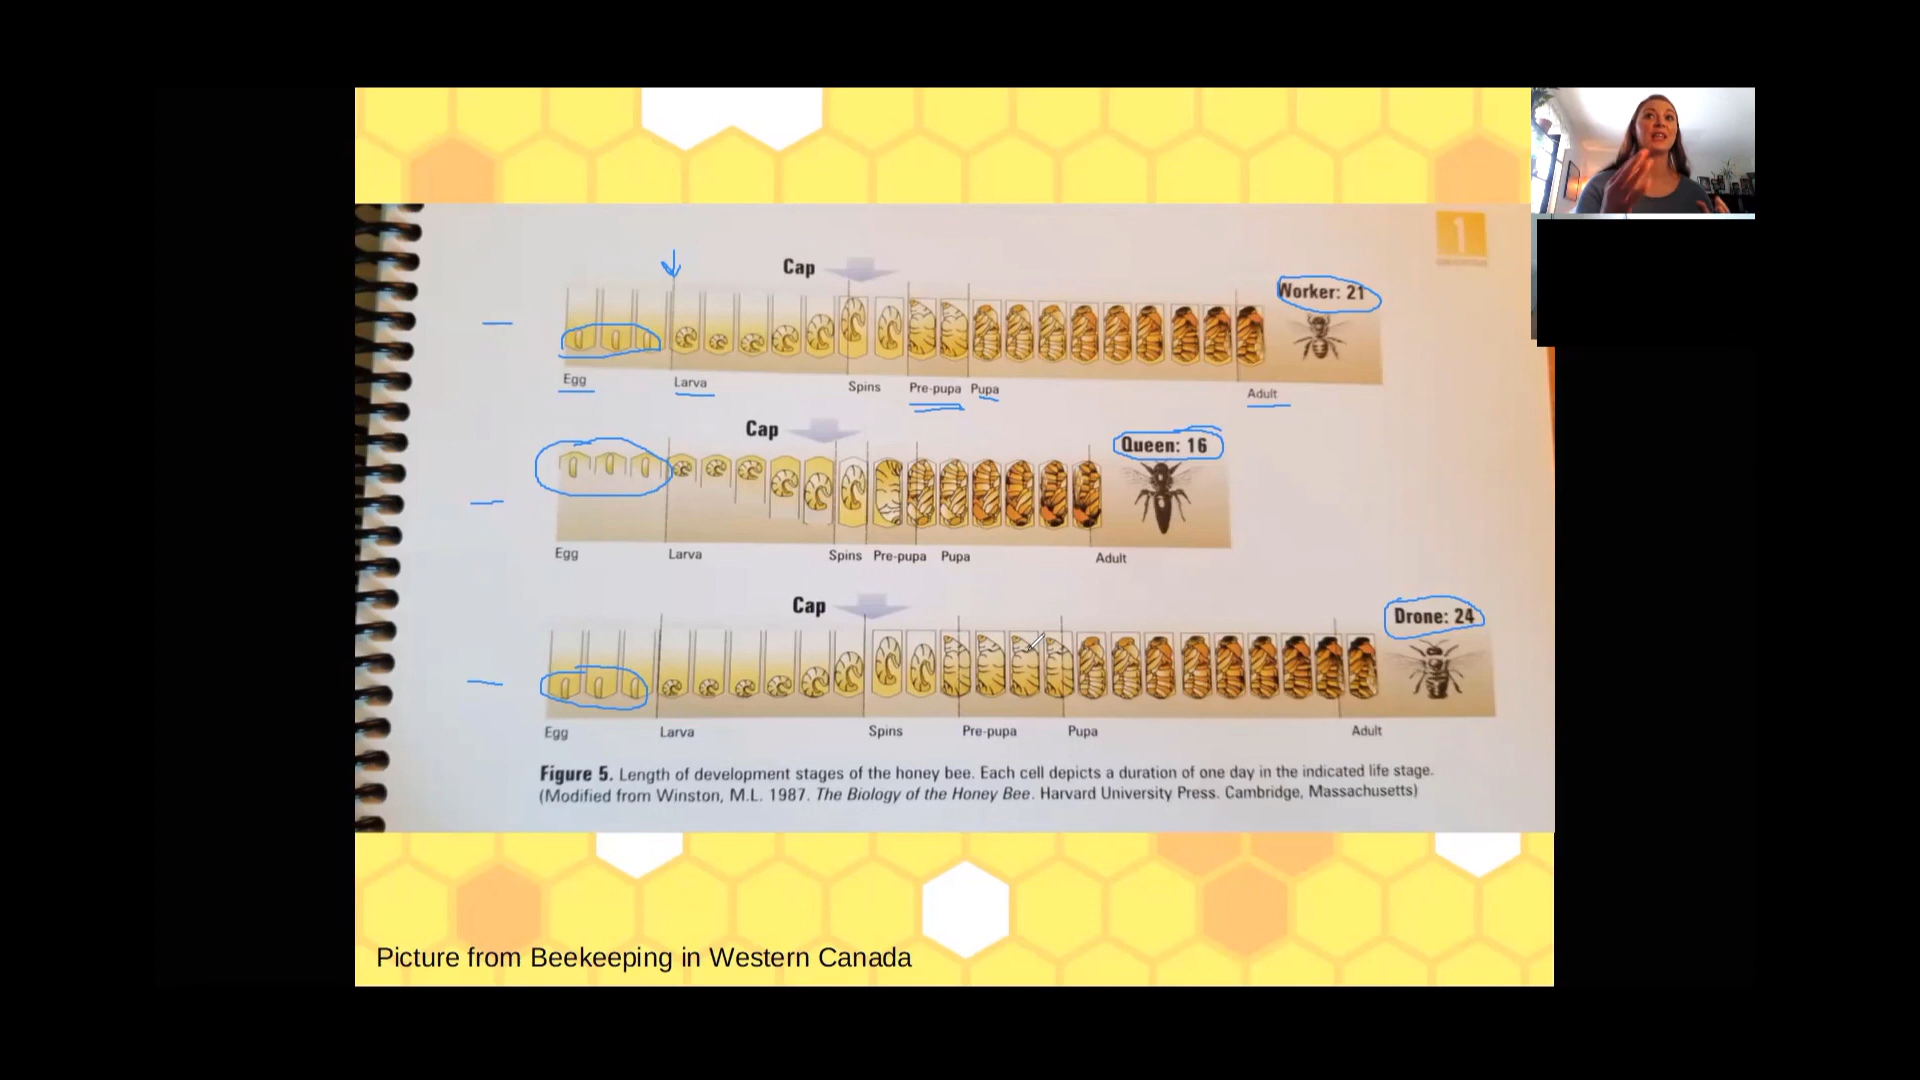 1
Cap
Worker: 21
Egg
Larva
Spins
Pre-pupa
Pupa
Adult
Cap
Queen: 16
Egg
Larva
Spins
Pre-pupa
Pupa
Adult
Cap
Drone: 24
Egg
Larva
Spins
Pre-pupa
Pupa
Adult
Figure 5. Length of development stages of the honey bee. Each cell depicts a duration of one day in the indicated life stage.
(Modified from Winston, M.L. 1987. The Biology of the Honey Bee. Harvard University Press. Cambridge, Massachusetts)
Picture from Beekeeping in Western Canada